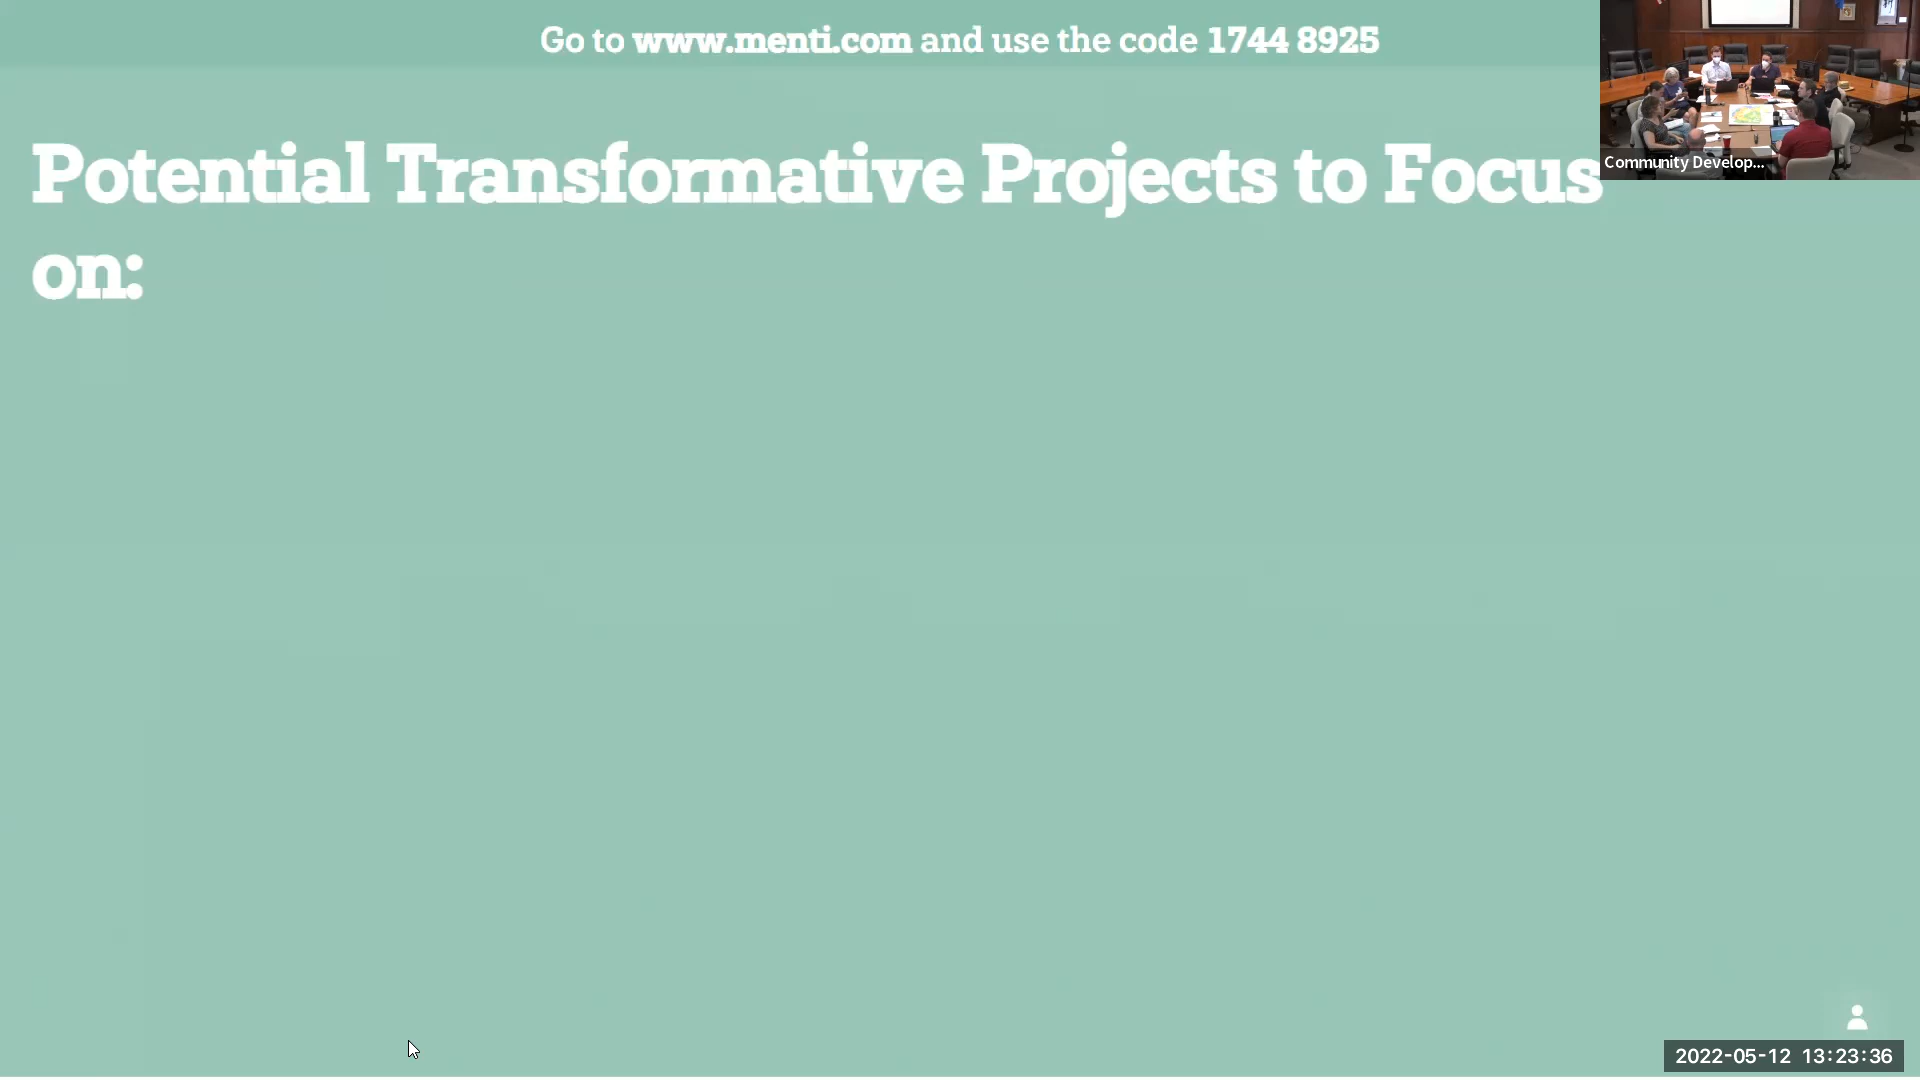 Go to www.menti.com and use the code 1744 8925
Potential Transformative Projects to Focus
on:
Community Develop...
2022-05-12 13:23:36